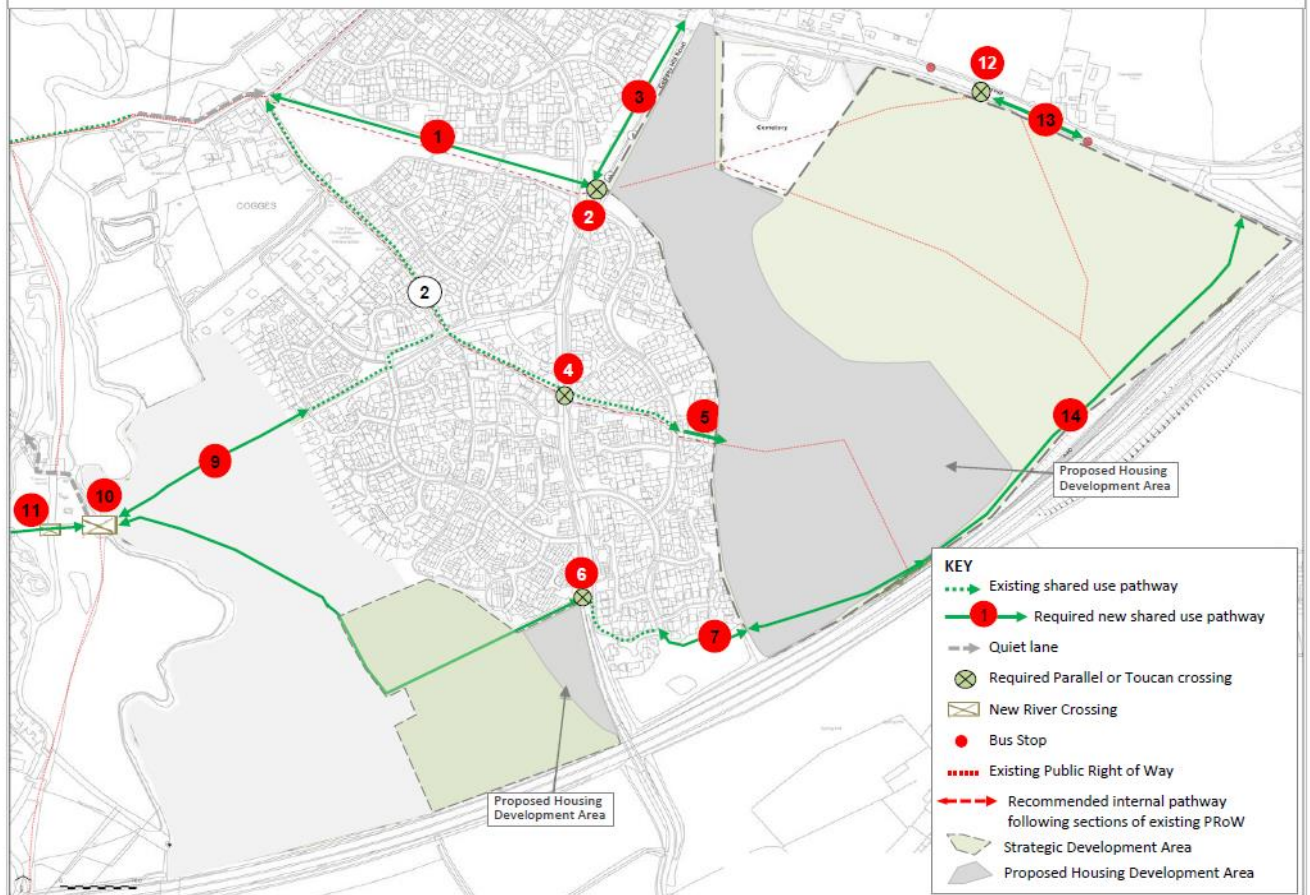 12
3
13
1
Cemetery
2
COGGES
2
4
5
14
9
Proposed Housing
Development Area
10
11
6
7
Proposed Housing
Development Area
KEY
Existing shared use pathway
1 Required new shared use pathway
Quiet lane
Required Parallel or Toucan crossing
New River Crossing
Bus Stop
Existing Public Right of Way
Recommended internal pathway
following sections of existing PRoW
Strategic Development Area
Proposed Housing Development Area